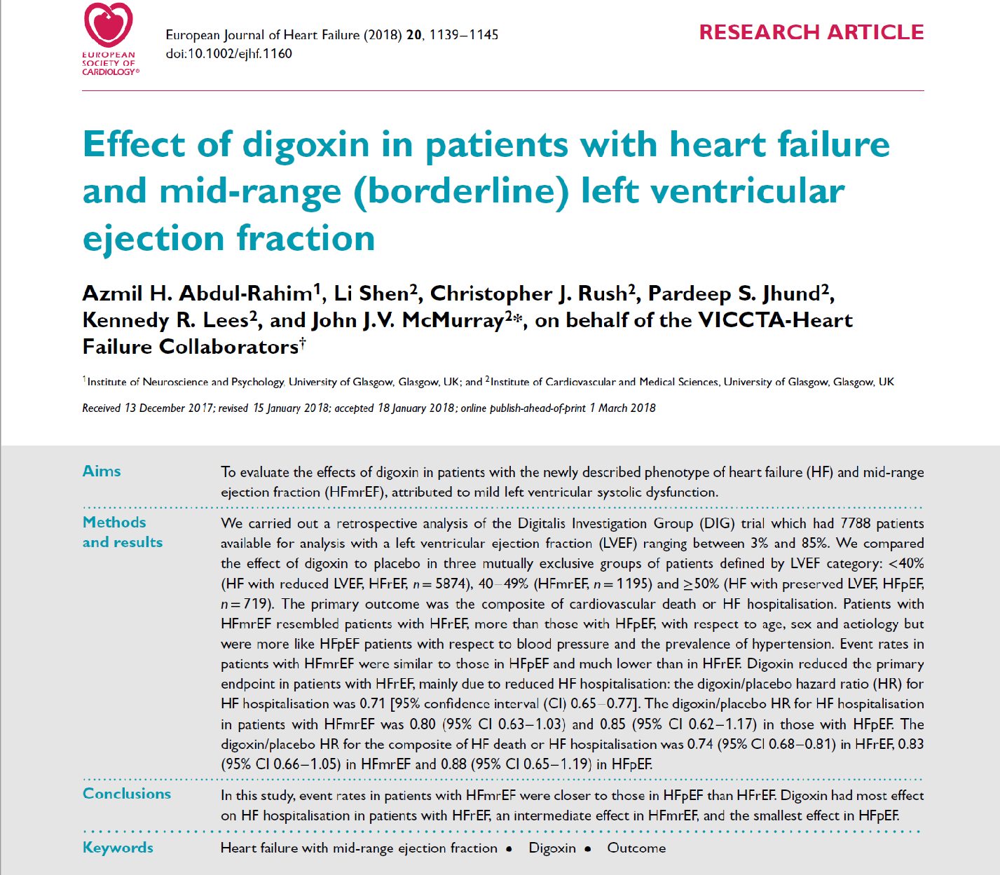 EUROPEAN
SOCIETY OF
CARDIOLOGY®
European Journal of Heart Failure (2018) 20, 1139–1145
doi:10.1002/ejhf.1160
RESEARCH ARTICLE
Effect of digoxin in patients with heart failure
and mid-range (borderline) left ventricular
ejection fraction
Azmil H. Abdul-Rahim1, Li Shen2, Christopher J. Rush2, Pardeep S. Jhund2,
Kennedy R. Lees2, and John J.V. McMurray2*, on behalf of the VICCTA-Heart
Failure Collaborators†
1Institute of Neuroscience and Psychology, University of Glasgow, Glasgow, UK; and 2Institute of Cardiovascular and Medical Sciences, University of Glasgow, Glasgow, UK
Received 13 December 2017; revised 15 January 2018; accepted 18 January 2018; online publish-ahead-of-print 1 March 2018
Aims
To evaluate the effects of digoxin in patients with the newly described phenotype of heart failure (HF) and mid-range
ejection fraction (HFmrEF), attributed to mild left ventricular systolic dysfunction.
Methods
and results
We carried out a retrospective analysis of the Digitalis Investigation Group (DIG) trial which had 7788 patients
available for analysis with a left ventricular ejection fraction (LVEF) ranging between 3% and 85%. We compared
the effect of digoxin to placebo in three mutually exclusive groups of patients defined by LVEF category: <40%
(HF with reduced LVEF, HFrEF, n = 5874), 40–49% (HFmrEF, n = 1195) and ≥50% (HF with preserved LVEF, HFpEF,
n = 719). The primary outcome was the composite of cardiovascular death or HF hospitalisation. Patients with
HFmrEF resembled patients with HFrEF, more than those with HFpEF, with respect to age, sex and aetiology but
were more like HFpEF patients with respect to blood pressure and the prevalence of hypertension. Event rates in
patients with HFmrEF were similar to those in HFpEF and much lower than in HFrEF. Digoxin reduced the primary
endpoint in patients with HFrEF, mainly due to reduced HF hospitalisation: the digoxin/placebo hazard ratio (HR) for
HF hospitalisation was 0.71 [95% confidence interval (CI) 0.65–0.77]. The digoxin/placebo HR for HF hospitalisation
in patients with HFmrEF was 0.80 (95% CI 0.63–1.03) and 0.85 (95% CI 0.62–1.17) in those with HFpEF. The
digoxin/placebo HR for the composite of HF death or HF hospitalisation was 0.74 (95% CI 0.68–0.81) in HFrEF, 0.83
(95% CI 0.66–1.05) in HFmrEF and 0.88 (95% CI 0.65–1.19) in HFpEF.
Conclusions
In this study, event rates in patients with HFmrEF were closer to those in HFpEF than HFrEF. Digoxin had most effect
on HF hospitalisation in patients with HFrEF, an intermediate effect in HFmrEF, and the smallest effect in HFpEF.
Keywords
Heart failure with mid-range ejection fraction • Digoxin • Outcome